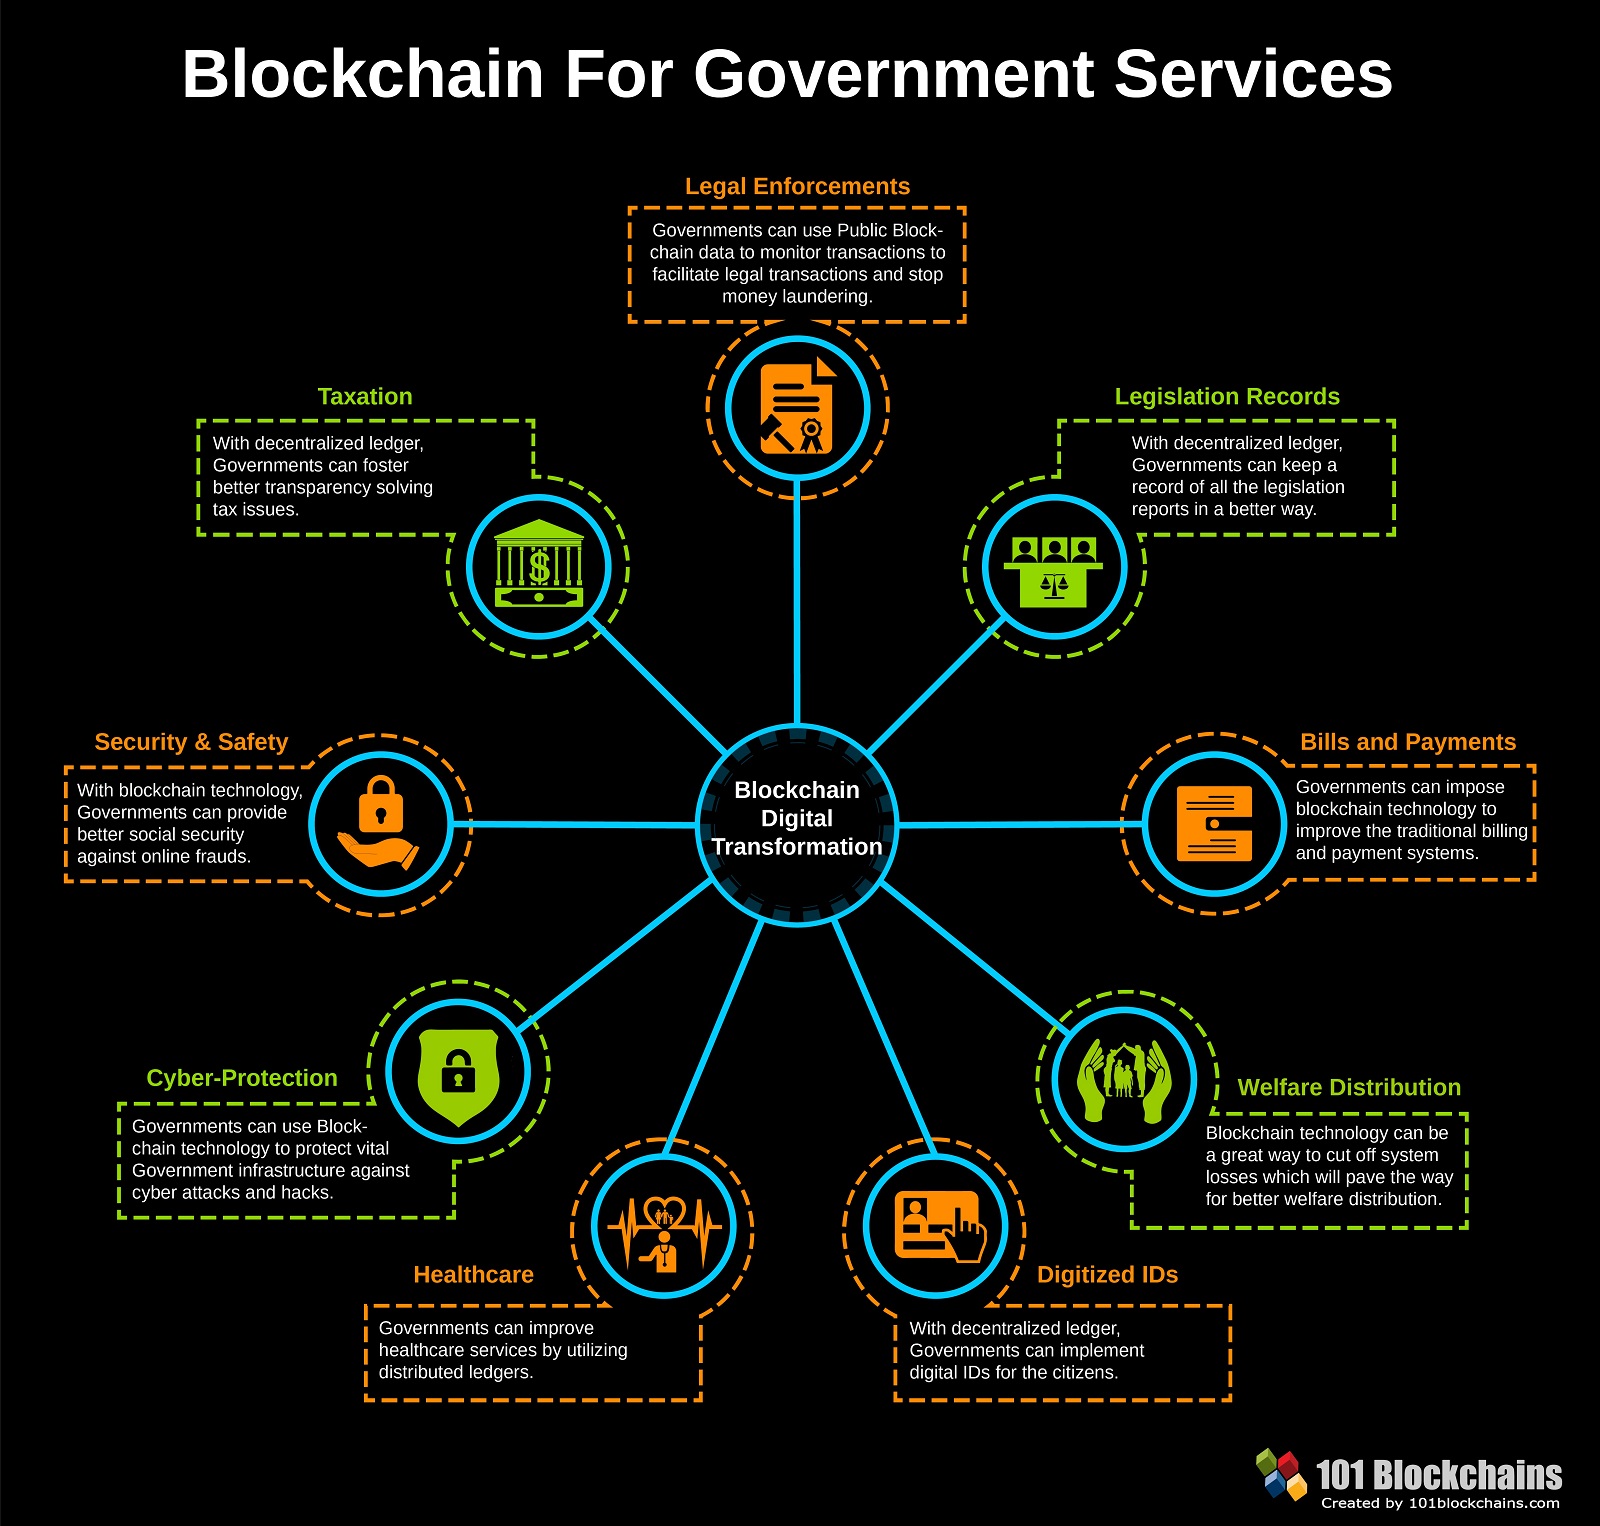 Blockchain For Government Services
Legal Enforcements
Governments can use Public Block-
chain data to monitor transactions to
facilitate legal transactions and stop
money laundering.
Taxation
With decentralized ledger,
Governments can foster
better transparency solving
tax issues.
$
Legislation Records
With decentralized ledger,
Governments can keep a
record of all the legislation
reports in a better way.
Security & Safety
With blockchain technology,
Governments can provide
better social security
against online frauds.
Blockchain
Digital
Transformation
Bills and Payments
Governments can impose
blockchain technology to
improve the traditional billing
and payment systems.
Cyber-Protection
Governments can use Block-
chain technology to protect vital
Government infrastructure against
cyber attacks and hacks.
Welfare Distribution
Blockchain technology can be
a great way to cut off system
losses which will pave the way
for better welfare distribution.
Healthcare
Governments can improve
healthcare services by utilizing
distributed ledgers.
Digitized IDs
With decentralized ledger,
Governments can implement
digital IDs for the citizens.
101 Blockchains
Created by 101blockchains.com